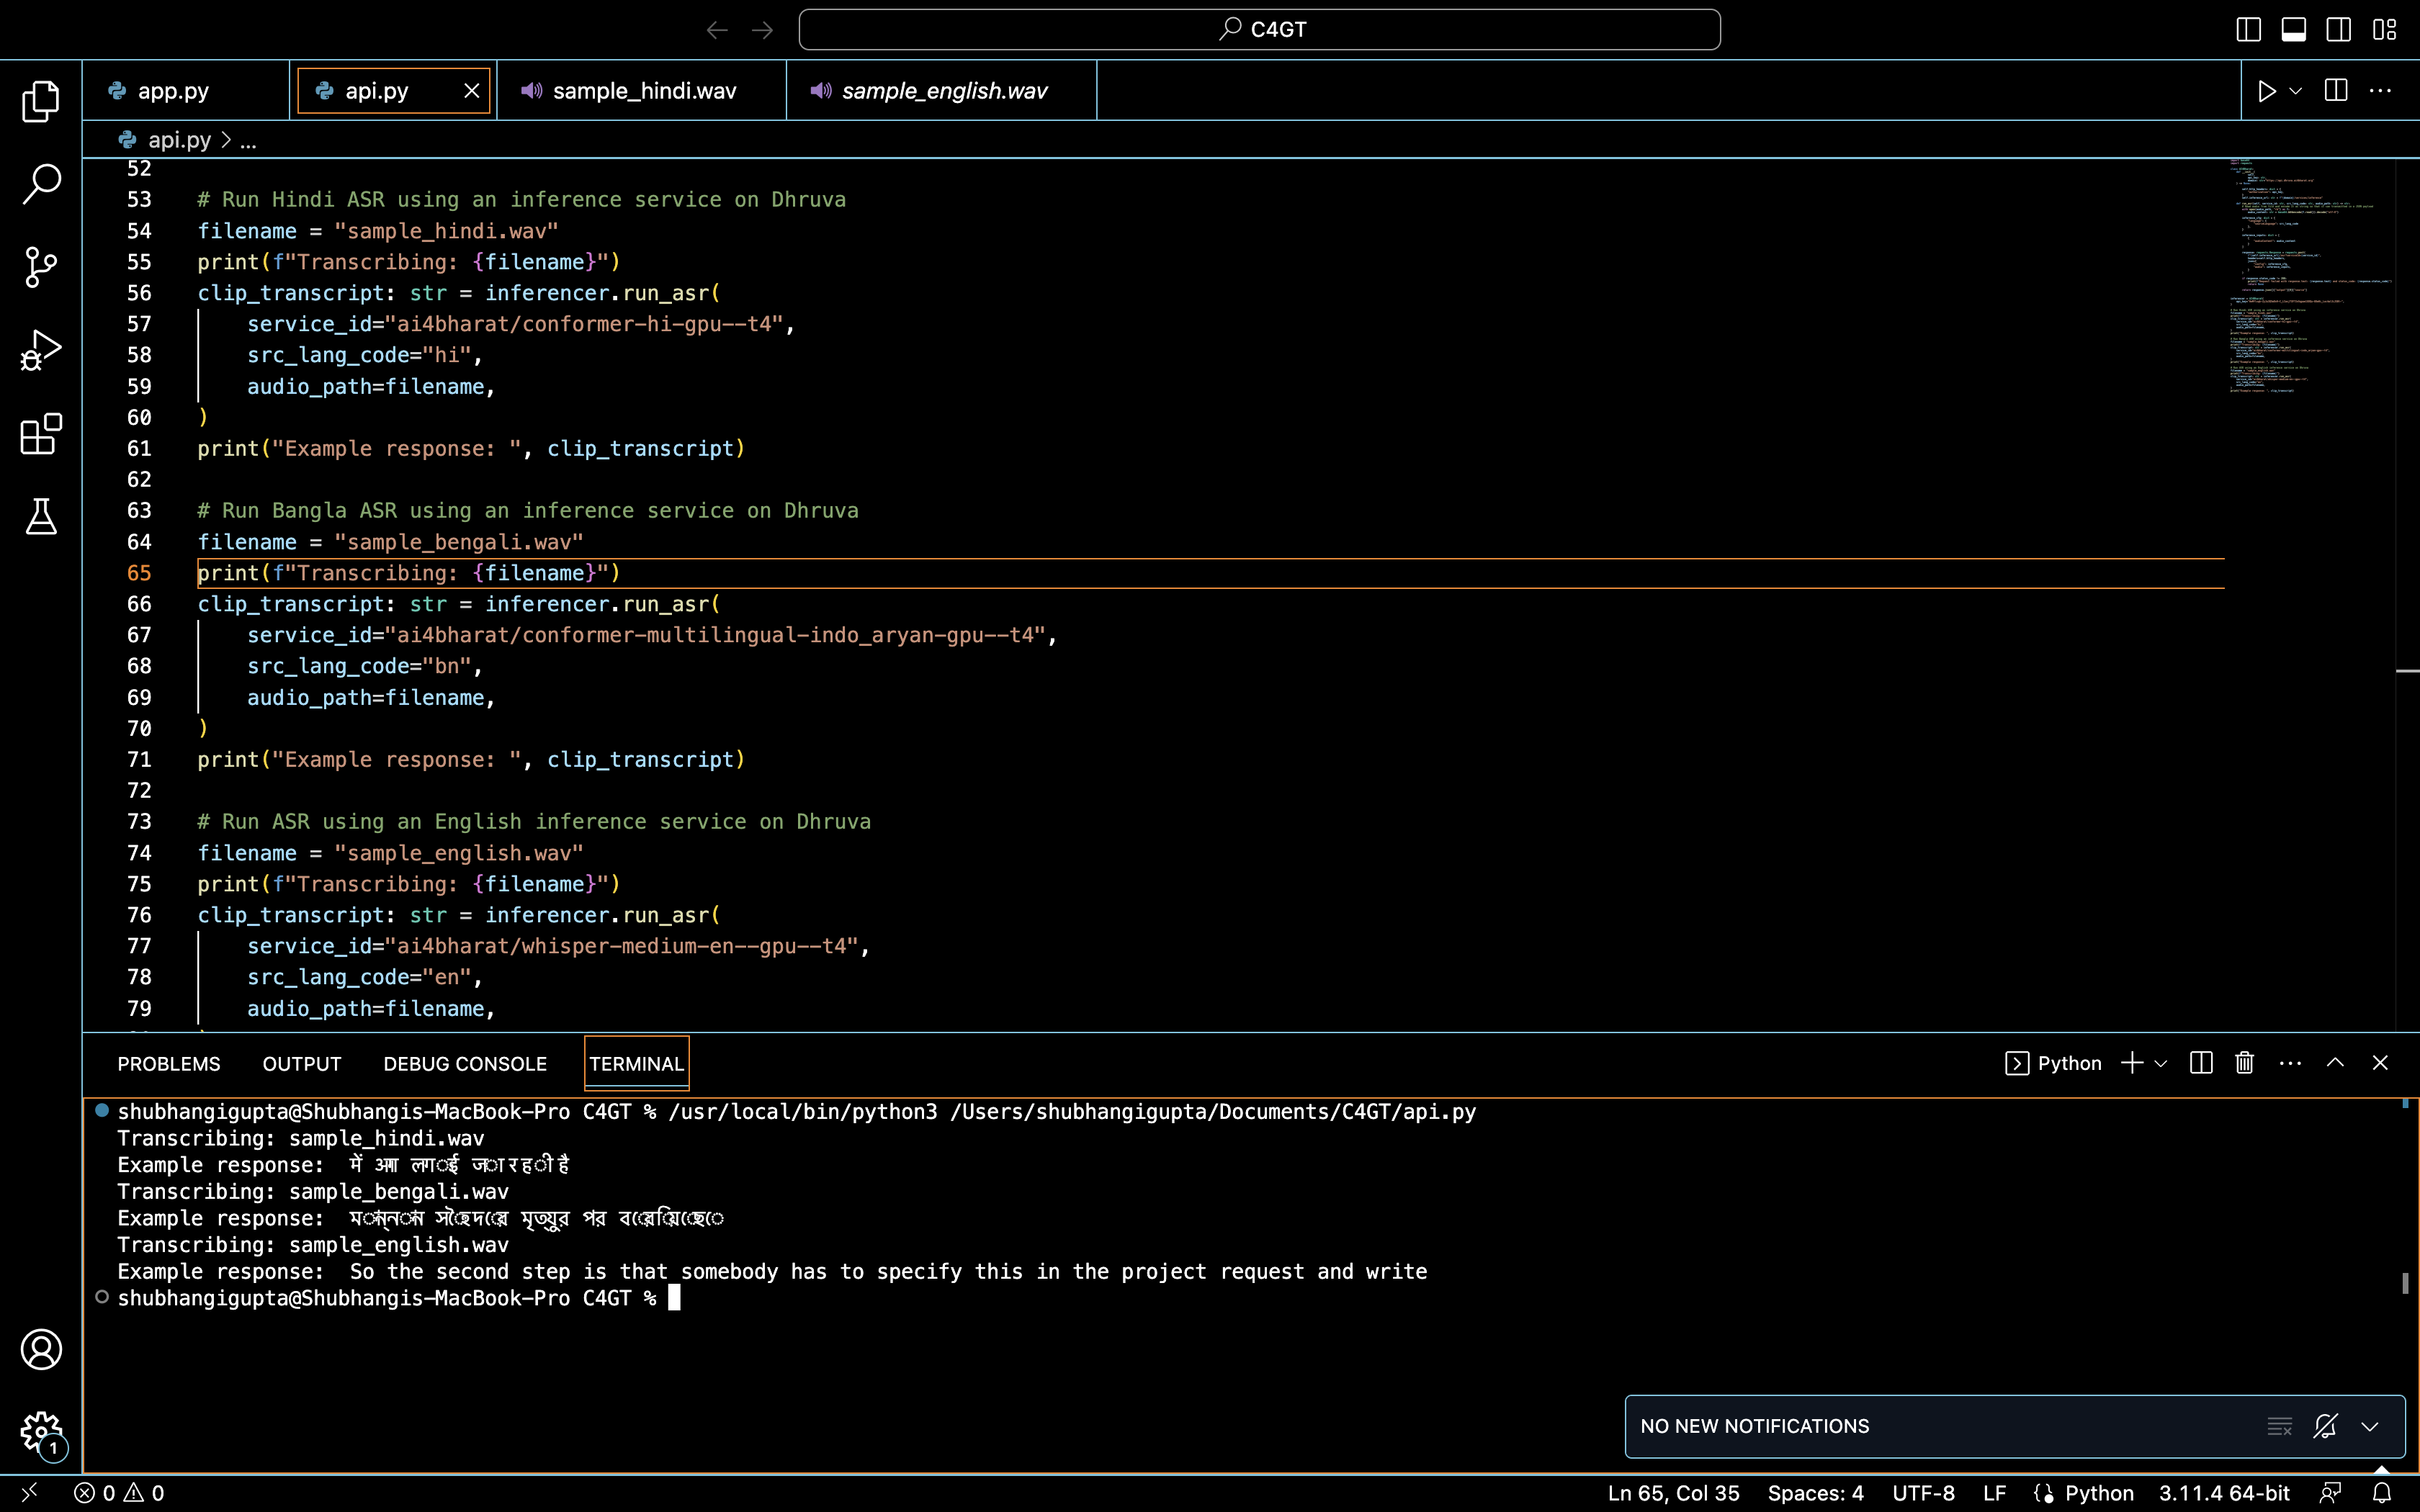 C4GT
app.py
api.py
sample_hindi.wav
sample_english.wav
api.py > ...
52
53 # Run Hindi ASR using an inference service on Dhruva
54 filename = "sample_hindi.wav"
55 print(f"Transcribing: {filename}")
56 clip_transcript: str = inferencer.run_asr(
57     service_id="ai4bharat/conformer-hi-gpu--t4",
58     src_lang_code="hi",
59     audio_path=filename,
60 )
61 print("Example response: ", clip_transcript)
62
63 # Run Bangla ASR using an inference service on Dhruva
64 filename = "sample_bengali.wav"
65 print(f"Transcribing: {filename}")
66 clip_transcript: str = inferencer.run_asr(
67     service_id="ai4bharat/conformer-multilingual-indo_aryan-gpu--t4",
68     src_lang_code="bn",
69     audio_path=filename,
70 )
71 print("Example response: ", clip_transcript)
72
73 # Run ASR using an English inference service on Dhruva
74 filename = "sample_english.wav"
75 print(f"Transcribing: {filename}")
76 clip_transcript: str = inferencer.run_asr(
77     service_id="ai4bharat/whisper-medium-en--gpu--t4",
78     src_lang_code="en",
79     audio_path=filename,
PROBLEMS OUTPUT DEBUG CONSOLE TERMINAL
Python
shubhangigupta@Shubhangis-MacBook-Pro C4GT % /usr/local/bin/python3 /Users/shubhangigupta/Documents/C4GT/api.py
Transcribing: sample_hindi.wav
Example response:  में आग लगाई जा रही है
Transcribing: sample_bengali.wav
Example response:  মৃত্যুর পর
Transcribing: sample_english.wav
Example response:  So the second step is that somebody has to specify this in the project request and write
shubhangigupta@Shubhangis-MacBook-Pro C4GT %
NO NEW NOTIFICATIONS
1
0 0
Ln 65, Col 35 Spaces: 4 UTF-8 LF Python 3.11.4 64-bit